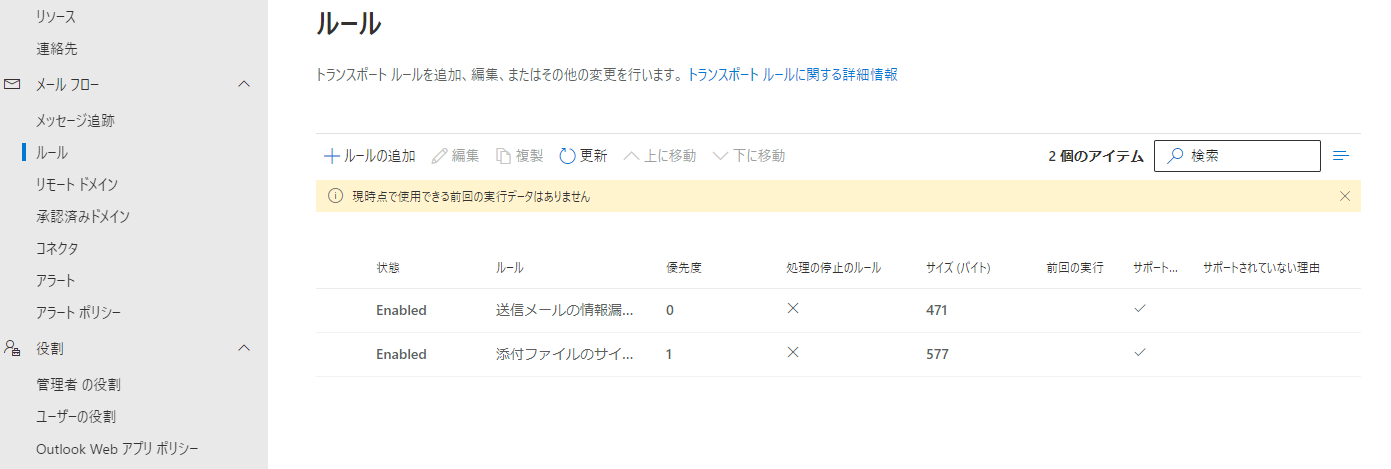 リソース
連絡先
メール フロー
メッセージ追跡
ルール
リモート ドメイン
承認済みドメイン
コネクタ
アラート
アラート ポリシー
役割
管理者 の役割
ユーザーの役割
Outlook Web アプリ ポリシー
ルール
トランスポート ルールを追加、編集、またはその他の変更を行います。 トランスポート ルールに関する詳細情報
ルールの追加 編集 複製 更新 上に移動 下に移動 2 個のアイテム 検索
現時点で使用できる前回の実行データはありません
状態 ルール 優先度 処理の停止のルール サイズ (バイト) 前回の実行 サポート... サポートされていない理由
Enabled 送信メールの情報漏... 0 471
Enabled 添付ファイルのサイ... 1 577